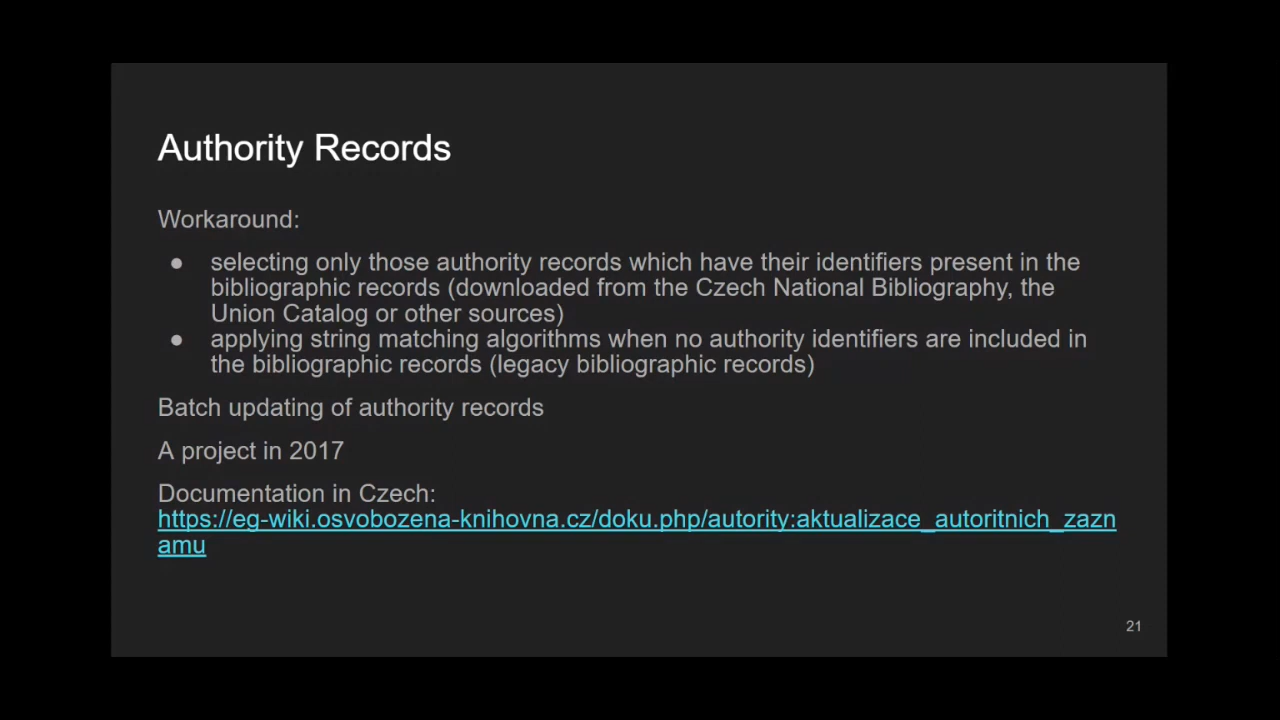 Authority Records
Workaround:
● selecting only those authority records which have their identifiers present in the
bibliographic records (downloaded from the Czech National Bibliography, the
Union Catalog or other sources)
● applying string matching algorithms when no authority identifiers are included in
the bibliographic records (legacy bibliographic records)
Batch updating of authority records
A project in 2017
Documentation in Czech:
https://eg-wiki.osvobozena-knihovna.cz/doku.php/autority:aktualizace_autoritnich_zazn
amu
21